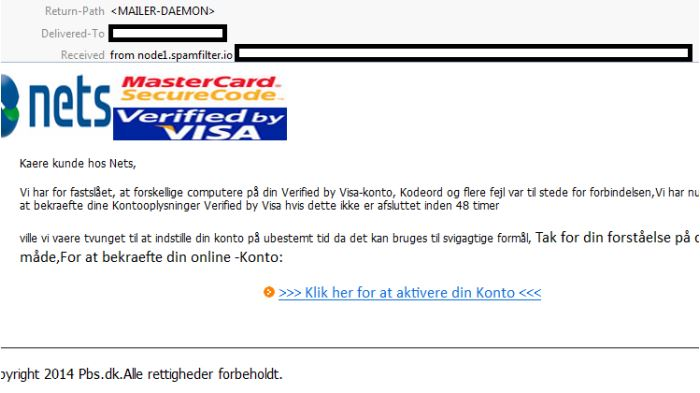 Return-Path <MAILER-DAEMON>
Delivered-To
Received from node1.spamfilter.io
nets
MasterCard
SecureCode
Verified by
VISA
Kaere kunde hos Nets,
Vi har for fastslået, at forskellige computere på din Verified by Visa-konto, Kodeord og flere fejl var til stede for forbindelsen,Vi har nu
at bekraefte dine Kontooplysninger Verified by Visa hvis dette ikke er afsluttet inden 48 timer
ville vi vaere tvunget til at indstille din konto på ubestemt tid da det kan bruges til svigagtige formål, Tak for din forståelse på
måde,For at bekraefte din online -Konto:
>>> Klik her for at aktivere din Konto <<<
pyright 2014 Pbs.dk.Alle rettigheder forbeholdt.